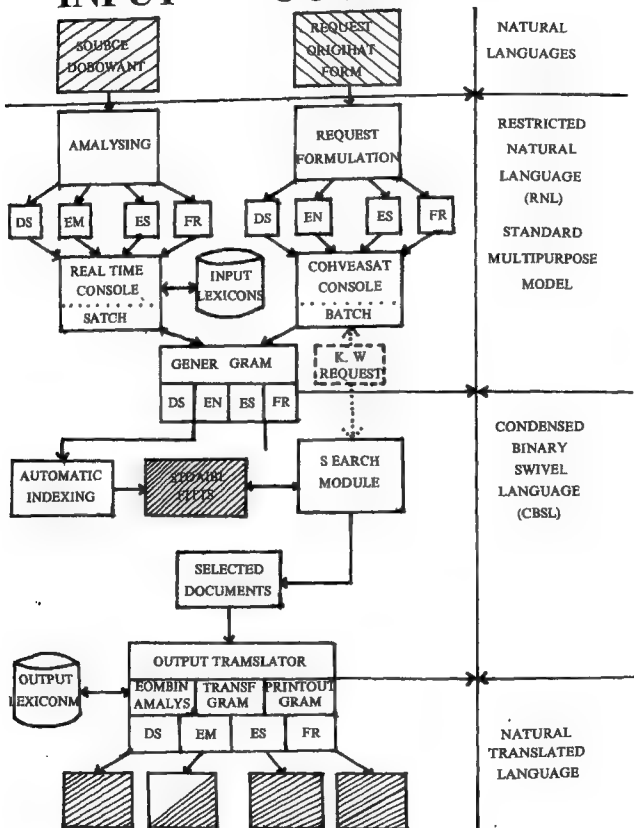 INPUT
SOUBCE
DOBOWANT
REQUEST
ORIGIHAT
FORM
NATURAL
LANGUAGES
AMALYSING
REQUEST
FORMULATION
RESTRICTED
NATURAL
LANGUAGE
(RNL)
STANDARD
MULTIPURPOSE
MODEL
DS EM ES FR
DS EN ES FR
REAL TIME
CONSOLE
SATCH
INPUT
LEXICONS
COHVEASAT
CONSOLE
BATCH
GENER GRAM
DS EN ES FR
K. W
REQUEST
CONDENSED
BINARY
SWIVEL
LANGUAGE
(CBSL)
AUTOMATIC
INDEXING
S EARCH
MODULE
SELECTED
DOCUMENTS
OUTPUT TRAMSLATOR
OUTPUT
LEXICONM
EOMBIN
AMALYS
TRANSF
GRAM
PRINTOUT
GRAM
DS EM ES FR
NATURAL
TRANSLATED
LANGUAGE